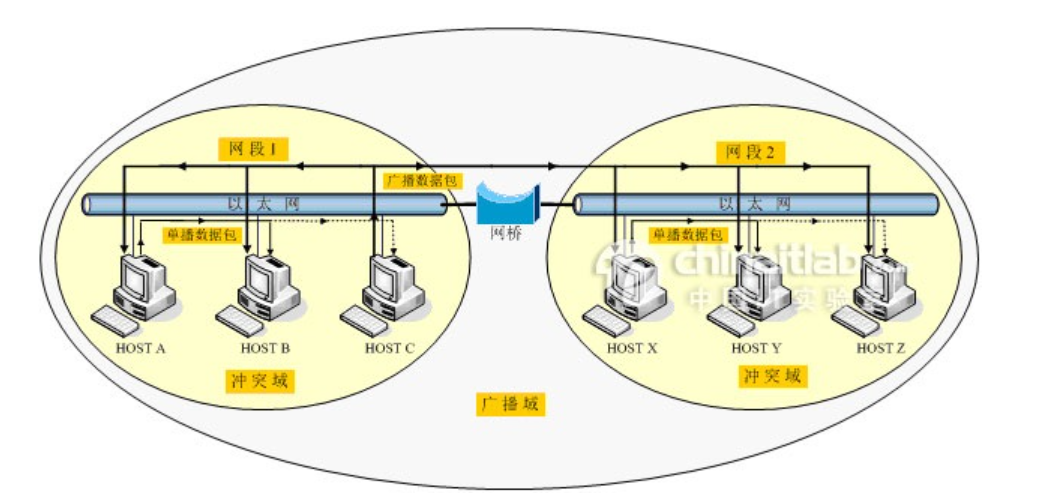 网段1
网段2
广播数据包
以太网
以太网
网桥
单播数据包
单播数据包
chinaitlab
中国IT实验室
HOST A
HOST B
HOST C
HOST X
HOST Y
HOST Z
冲突域
冲突域
广播域